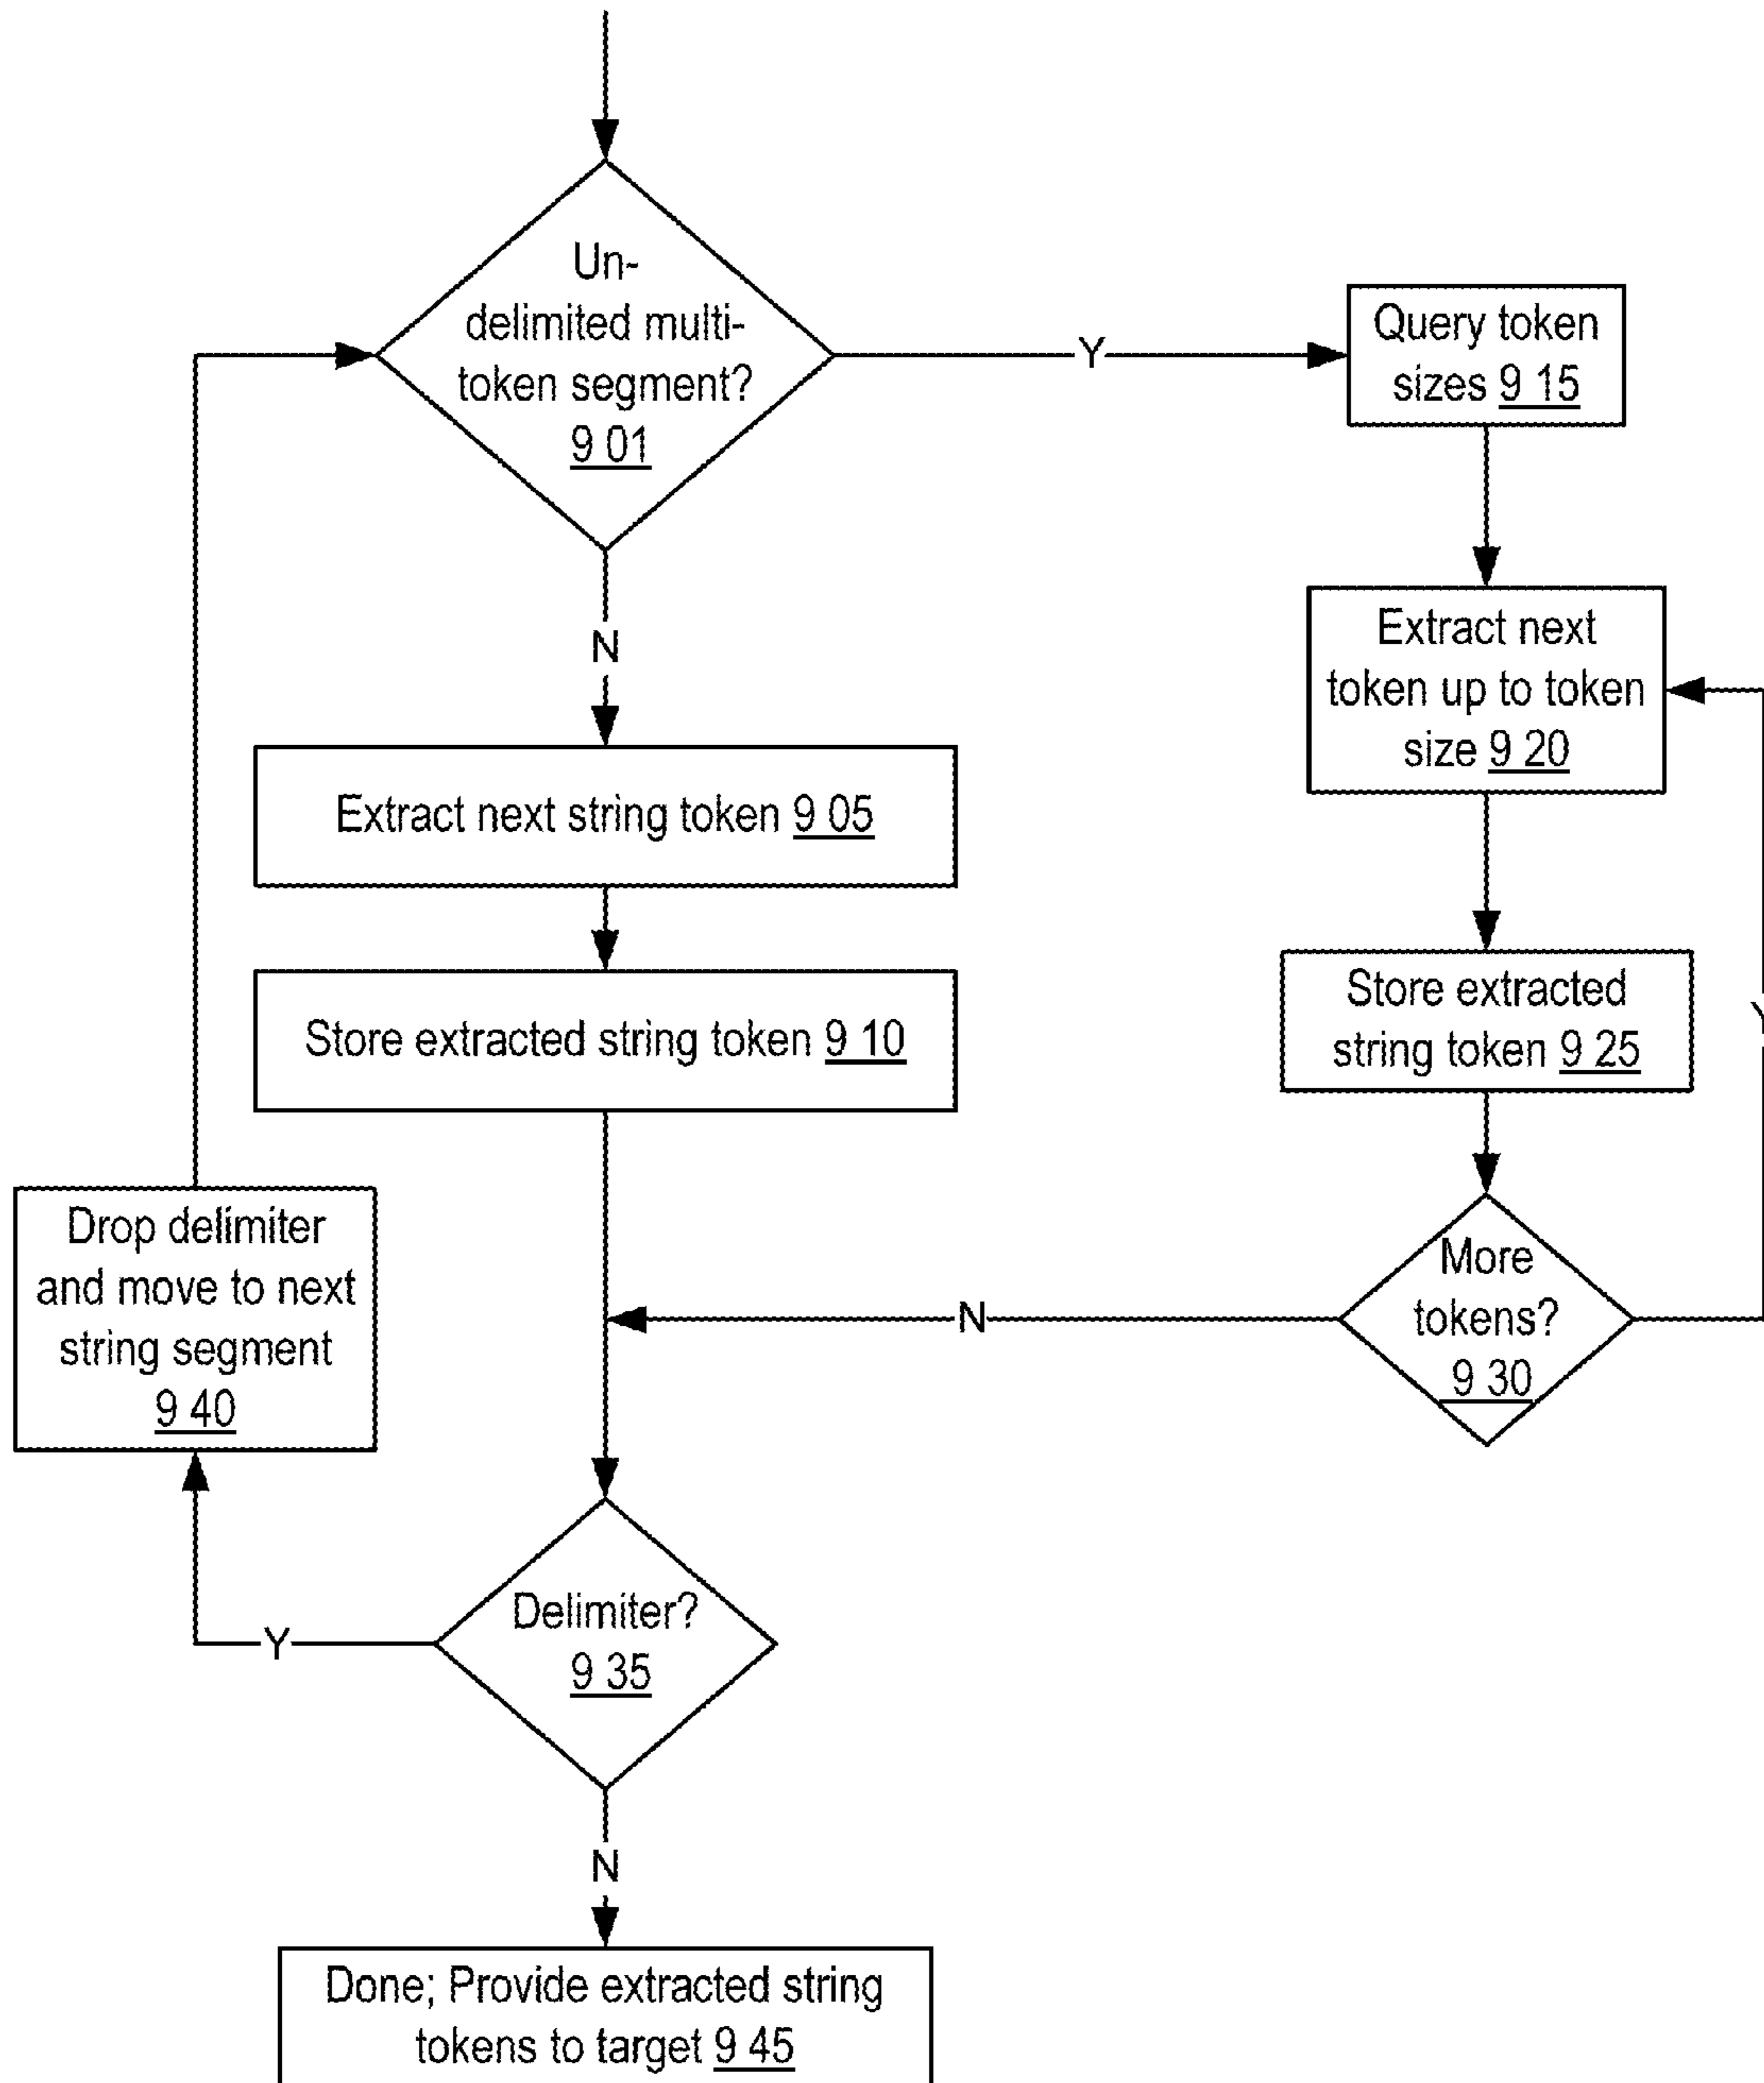 Un-
delimited multi-
token segment?
9 01
Y
Query token
sizes 9 15
N
Extract next
token up to token
size 9 20
Extract next string token 9 05
Store extracted string token 9 10
Store extracted
string token 9 25
Y
Drop delimiter
and move to next
string segment
9 40
More
tokens?
9 30
N
Delimiter?
9 35
Y
N
Done; Provide extracted string
tokens to target 9 45